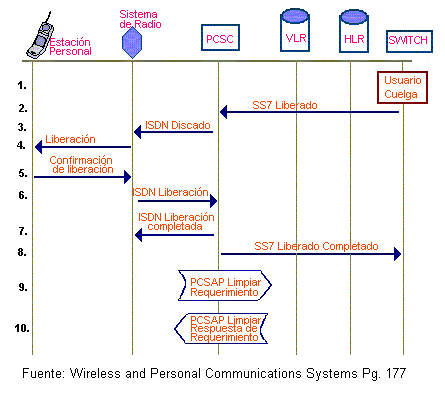 Estación
Personal
Sistema
de Radio
PCSC
VLR
HLR
SWITCH
1.
Usuario
Cuelga
2.
SS7 Liberado
3.
ISDN Discado
4.
Liberación
5.
Confirmación
de liberación
6.
ISDN Liberación
7.
ISDN Liberación
completada
8.
SS7 Liberado Completado
9.
PCSAP Limpiar
Requerimiento
10.
PCSAP Limpiar
Respuesta de
Requerimiento
Fuente: Wireless and Personal Communications Systems Pg. 177